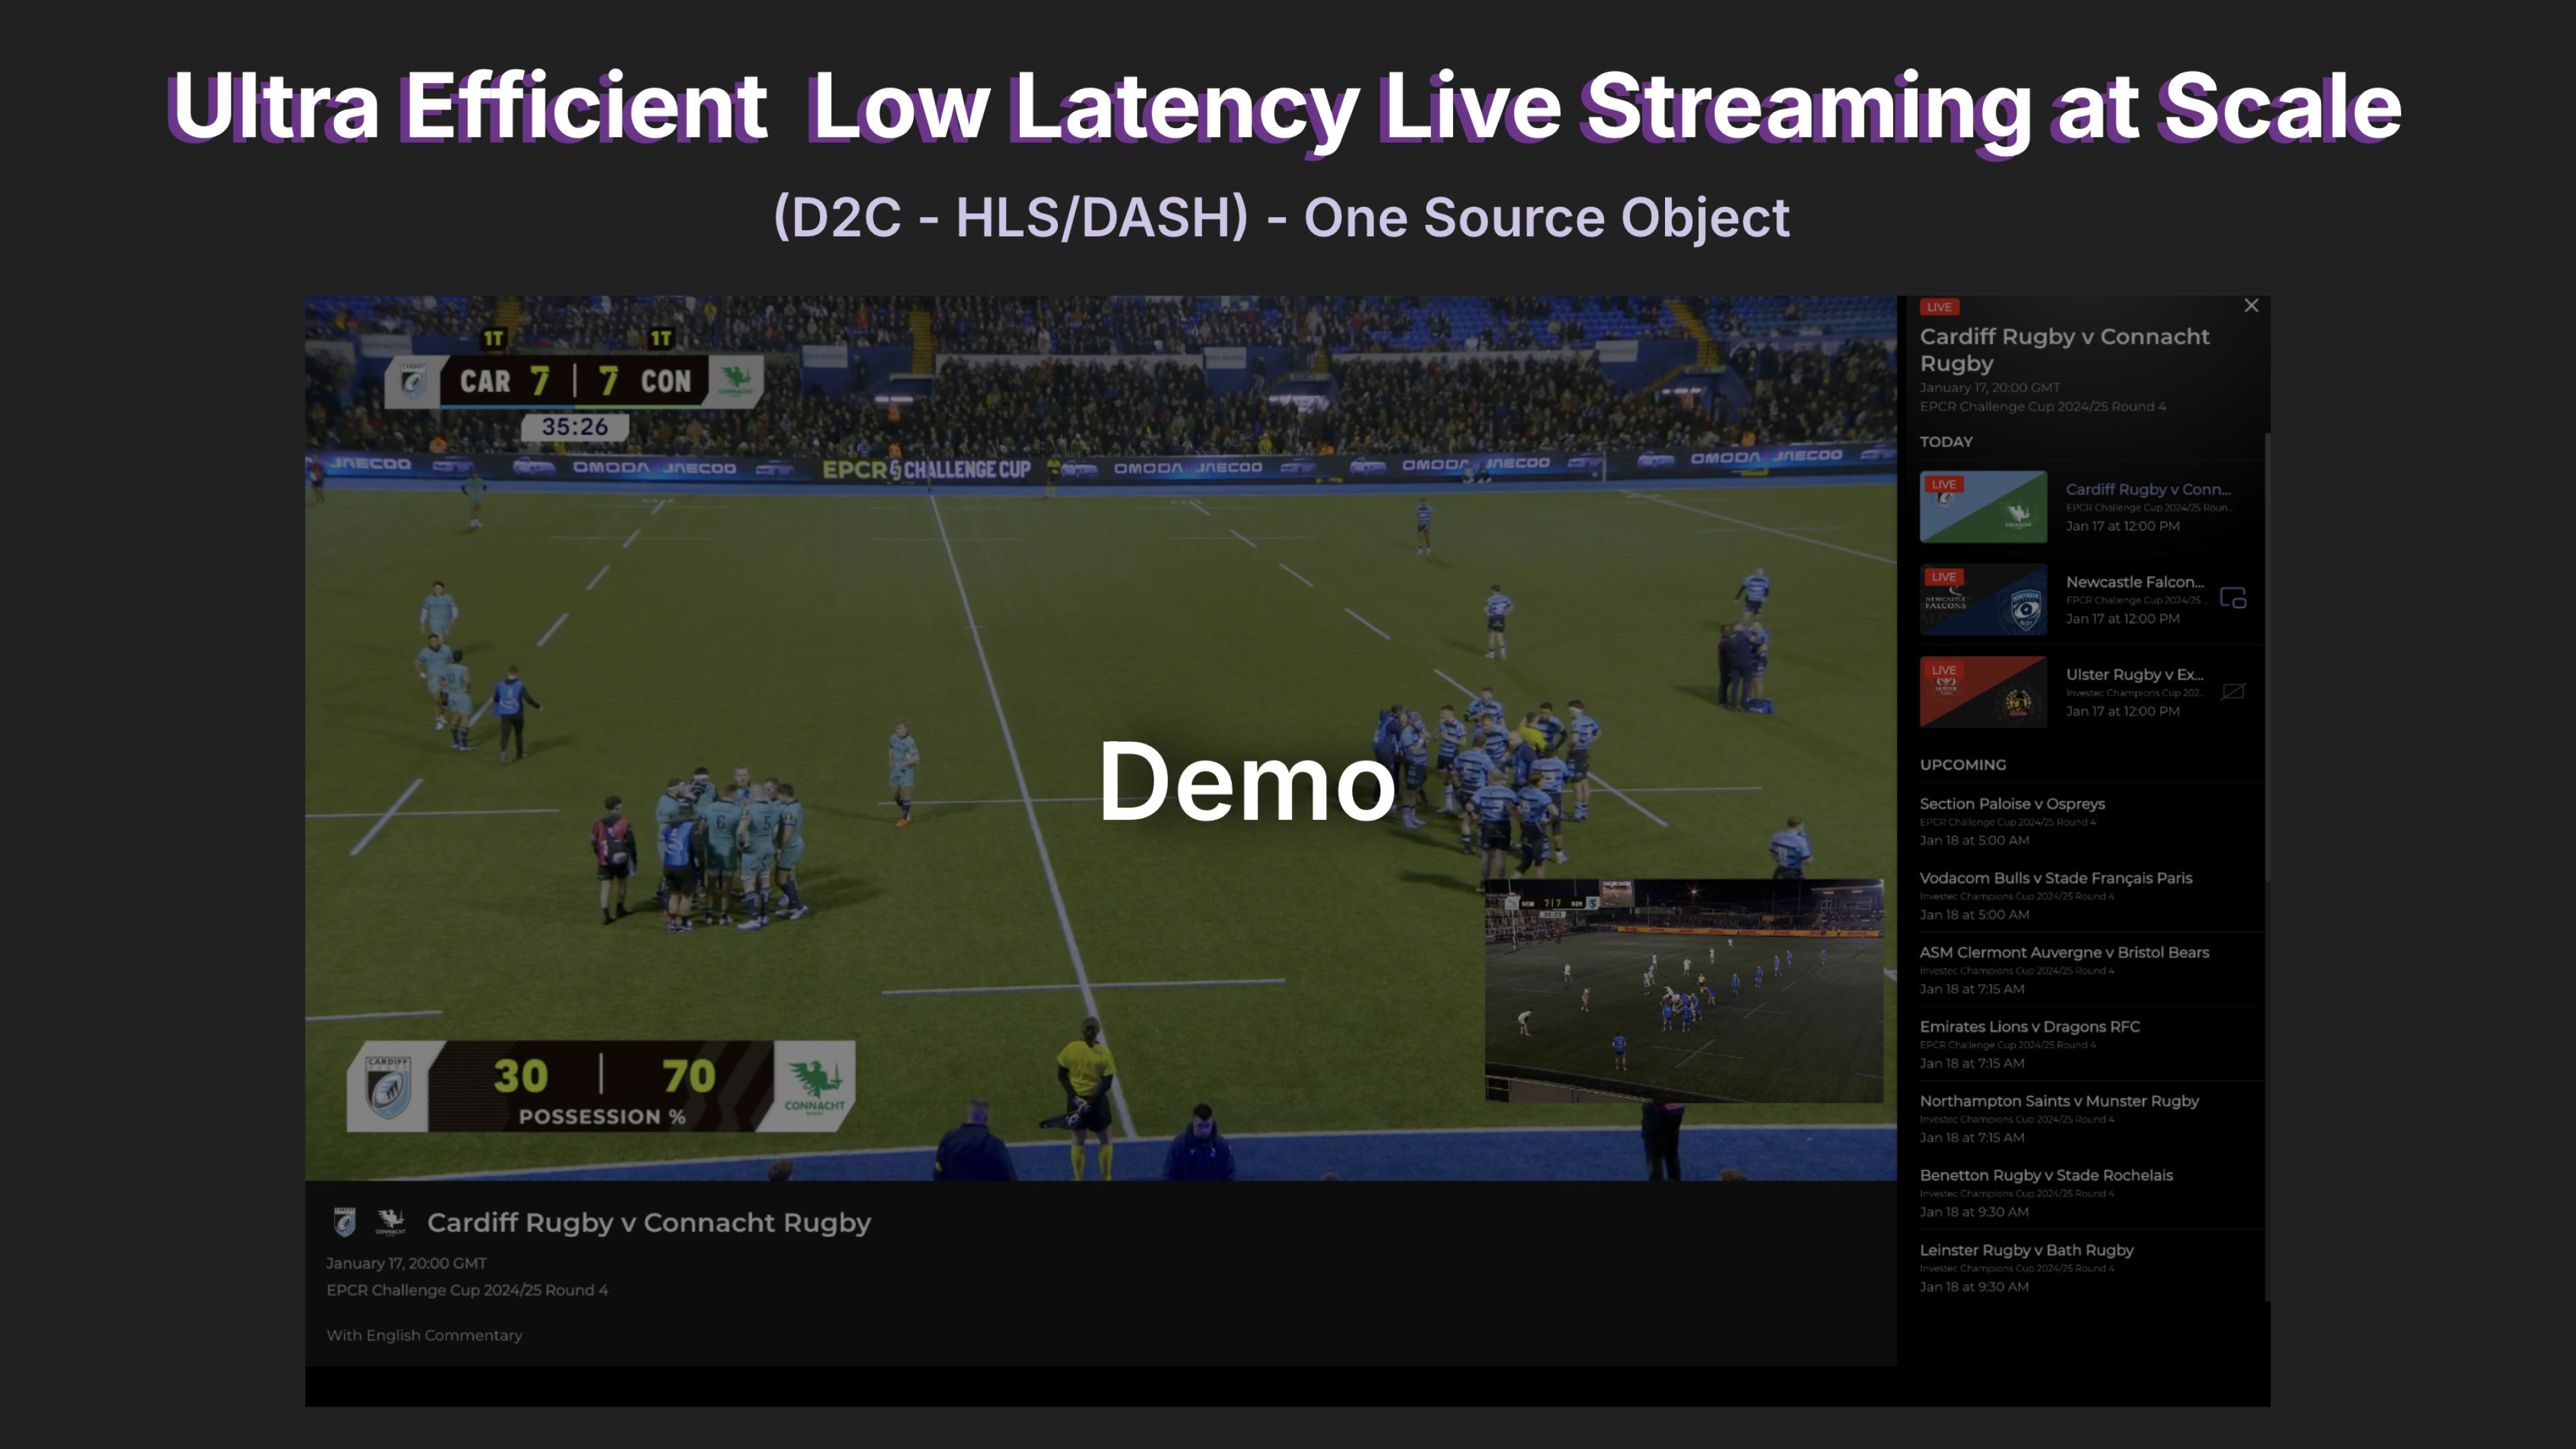 Ultra Efficient  Low Latency Live Streaming at Scale
(D2C - HLS/DASH) - One Source Object
1T 1T
CAR 7 | 7 CON
35:26
JAECOO OMODA JAECOO EPCR CHALLENGE CUP OMODA JAECOO OMODA JAECOO OMODA JAECOO
Demo
7|7
CARDIFF
30 | 70
POSSESSION %
CONNACHT
Cardiff Rugby v Connacht Rugby
January 17, 20:00 GMT
EPCR Challenge Cup 2024/25 Round 4
With English Commentary
LIVE
Cardiff Rugby v Connacht
Rugby
January 17, 20:00 GMT
EPCR Challenge Cup 2024/25 Round 4
TODAY
LIVE
Cardiff Rugby v Conn...
EPCR Challenge Cup 2024/25 Roun...
Jan 17 at 12:00 PM
LIVE
NEWCASTLE
FALCONS
Newcastle Falcon...
EPCR Challenge Cup 2024/25 ...
Jan 17 at 12:00 PM
LIVE
Ulster Rugby v Ex...
Investec Champions Cup 202...
Jan 17 at 12:00 PM
UPCOMING
Section Paloise v Ospreys
EPCR Challenge Cup 2024/25 Round 4
Jan 18 at 5:00 AM
Vodacom Bulls v Stade Français Paris
Investec Champions Cup 2024/25 Round 4
Jan 18 at 5:00 AM
ASM Clermont Auvergne v Bristol Bears
Investec Champions Cup 2024/25 Round 4
Jan 18 at 7:15 AM
Emirates Lions v Dragons RFC
EPCR Challenge Cup 2024/25 Round 4
Jan 18 at 7:15 AM
Northampton Saints v Munster Rugby
Investec Champions Cup 2024/25 Round 4
Jan 18 at 7:15 AM
Benetton Rugby v Stade Rochelais
Investec Champions Cup 2024/25 Round 4
Jan 18 at 9:30 AM
Leinster Rugby v Bath Rugby
Investec Champions Cup 2024/25 Round 4
Jan 18 at 9:30 AM